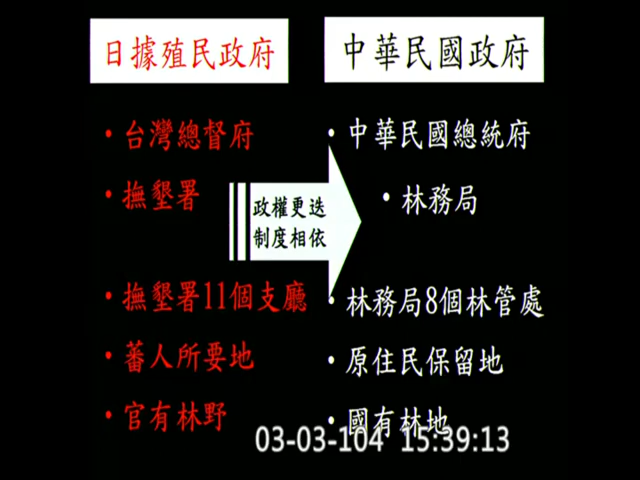 日據殖民政府
中華民國政府
• 台灣總督府
• 撫墾署
• 撫墾署11個支廳
• 蕃人所要地
• 官有林野
政權更迭
制度相依
• 中華民國總統府
• 林務局
• 林務局8個林管處
• 原住民保留地
• 國有林地
03-03-104 15:39:13